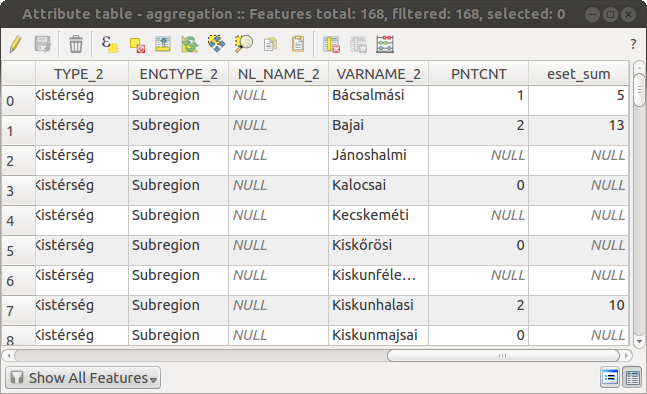 Attribute table - aggregation :: Features total: 168, filtered: 168, selected: 0
?
TYPE_2 ENGTYPE_2 NL_NAME_2 VARNAME_2 PNTCNT eset_sum
0 Kistérség Subregion NULL Bácsalmási 1 5
1 Kistérség Subregion NULL Bajai 2 13
2 Kistérség Subregion NULL Jánoshalmi NULL NULL
3 Kistérség Subregion NULL Kalocsai 0 NULL
4 Kistérség Subregion NULL Kecskeméti NULL NULL
5 Kistérség Subregion NULL Kiskőrösi 0 NULL
6 Kistérség Subregion NULL Kiskunféle... NULL NULL
7 Kistérség Subregion NULL Kiskunhalasi 2 10
8 Kistérség Subregion NULL Kiskunmajsai 0 NULL
Show All Features